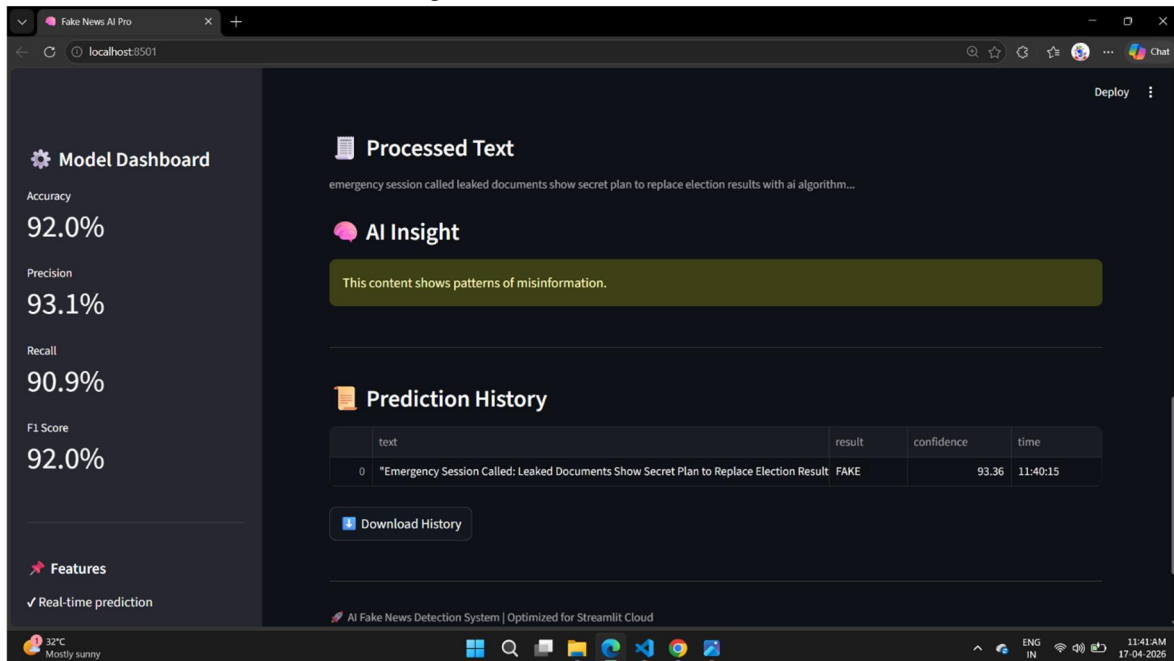 Fake News AI Pro
localhost:8501
Chat
Deploy
Model Dashboard
Accuracy
92.0%
Precision
93.1%
Recall
90.9%
F1 Score
92.0%
Features
✓ Real-time prediction
Processed Text
emergency session called leaked documents show secret plan to replace election results with ai algorithm...
AI Insight
This content shows patterns of misinformation.
Prediction History
text result confidence time
0 "Emergency Session Called: Leaked Documents Show Secret Plan to Replace Election Result FAKE 93.36 11:40:15
Download History
AI Fake News Detection System | Optimized for Streamlit Cloud
1
32°C
Mostly sunny
ENG
IN
11:41 AM
17-04-2026